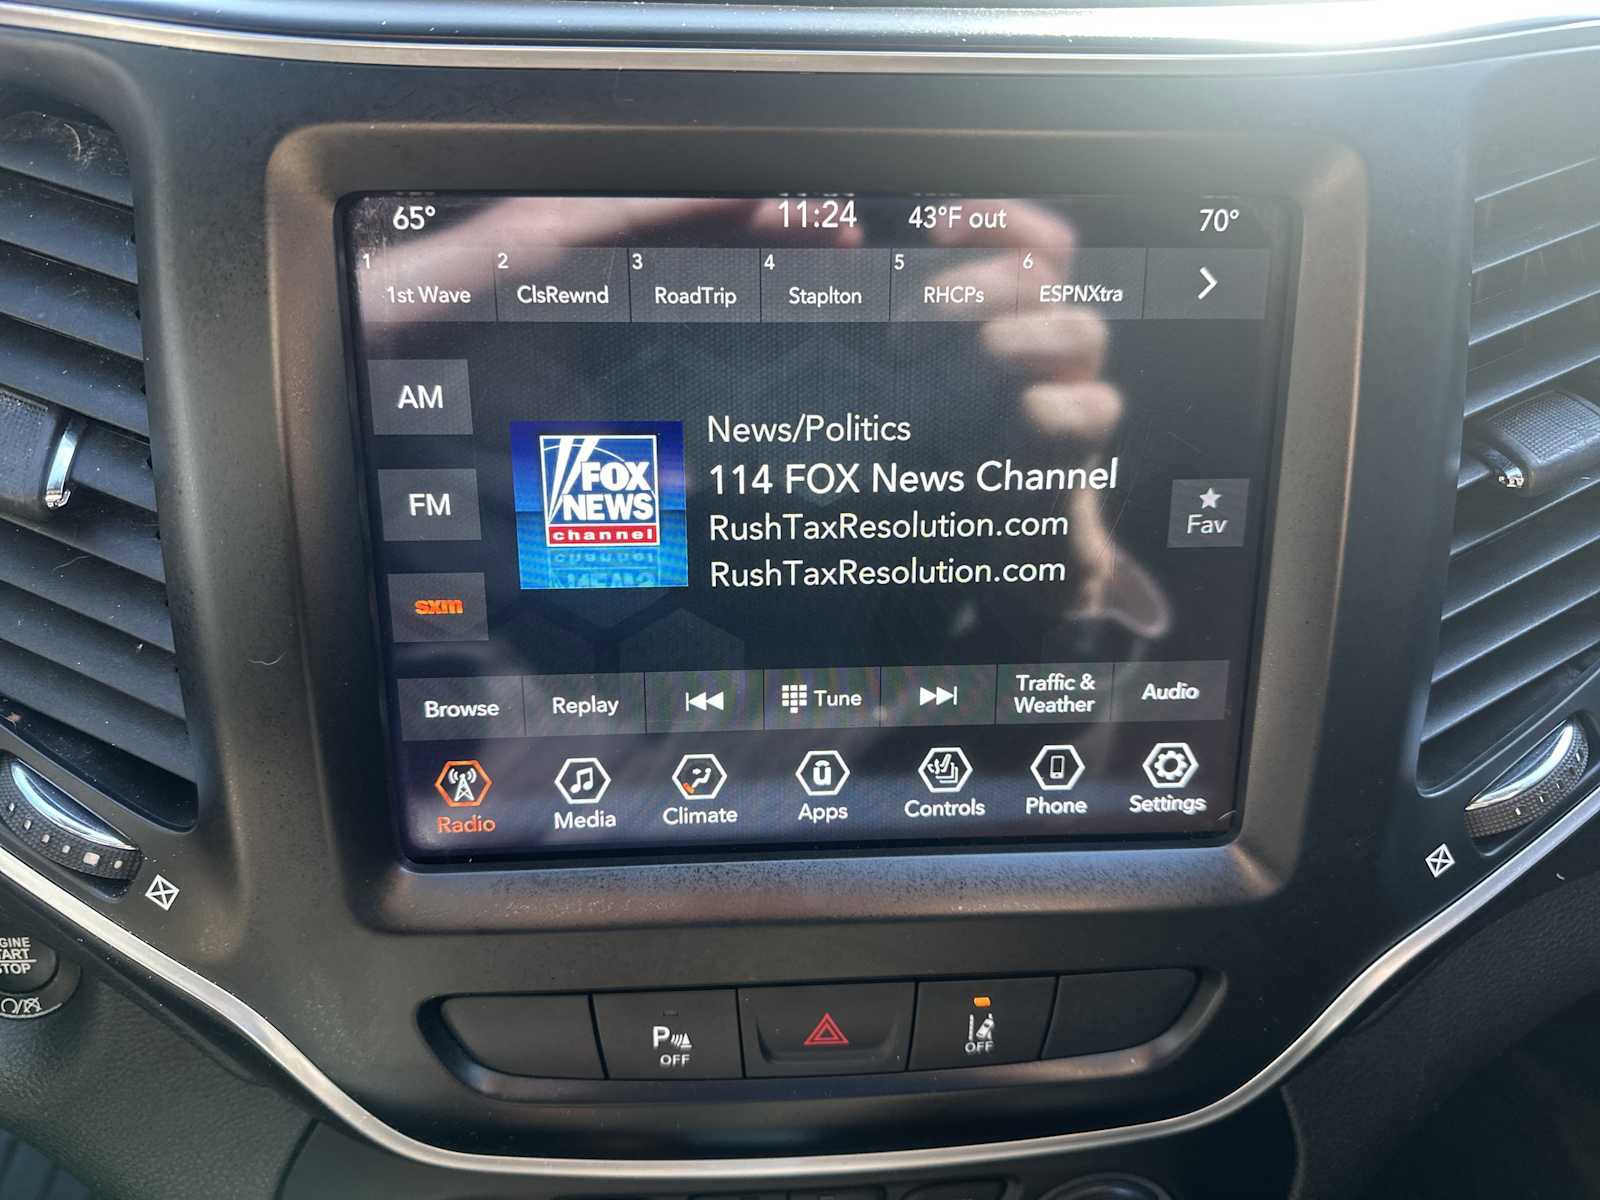 65° 11:24 43°F out 70°
1 2 3 4 5 6
1st Wave ClsRewnd RoadTrip Staplton RHCPs ESPNXtra
AM
FM
sxm
FOX
NEWS
channel
News/Politics
114 FOX News Channel
RushTaxResolution.com
RushTaxResolution.com
Fav
Browse Replay Tune Traffic &
Weather Audio
Radio Media Climate Apps Controls Phone Settings
STOP
P
OFF
OFF